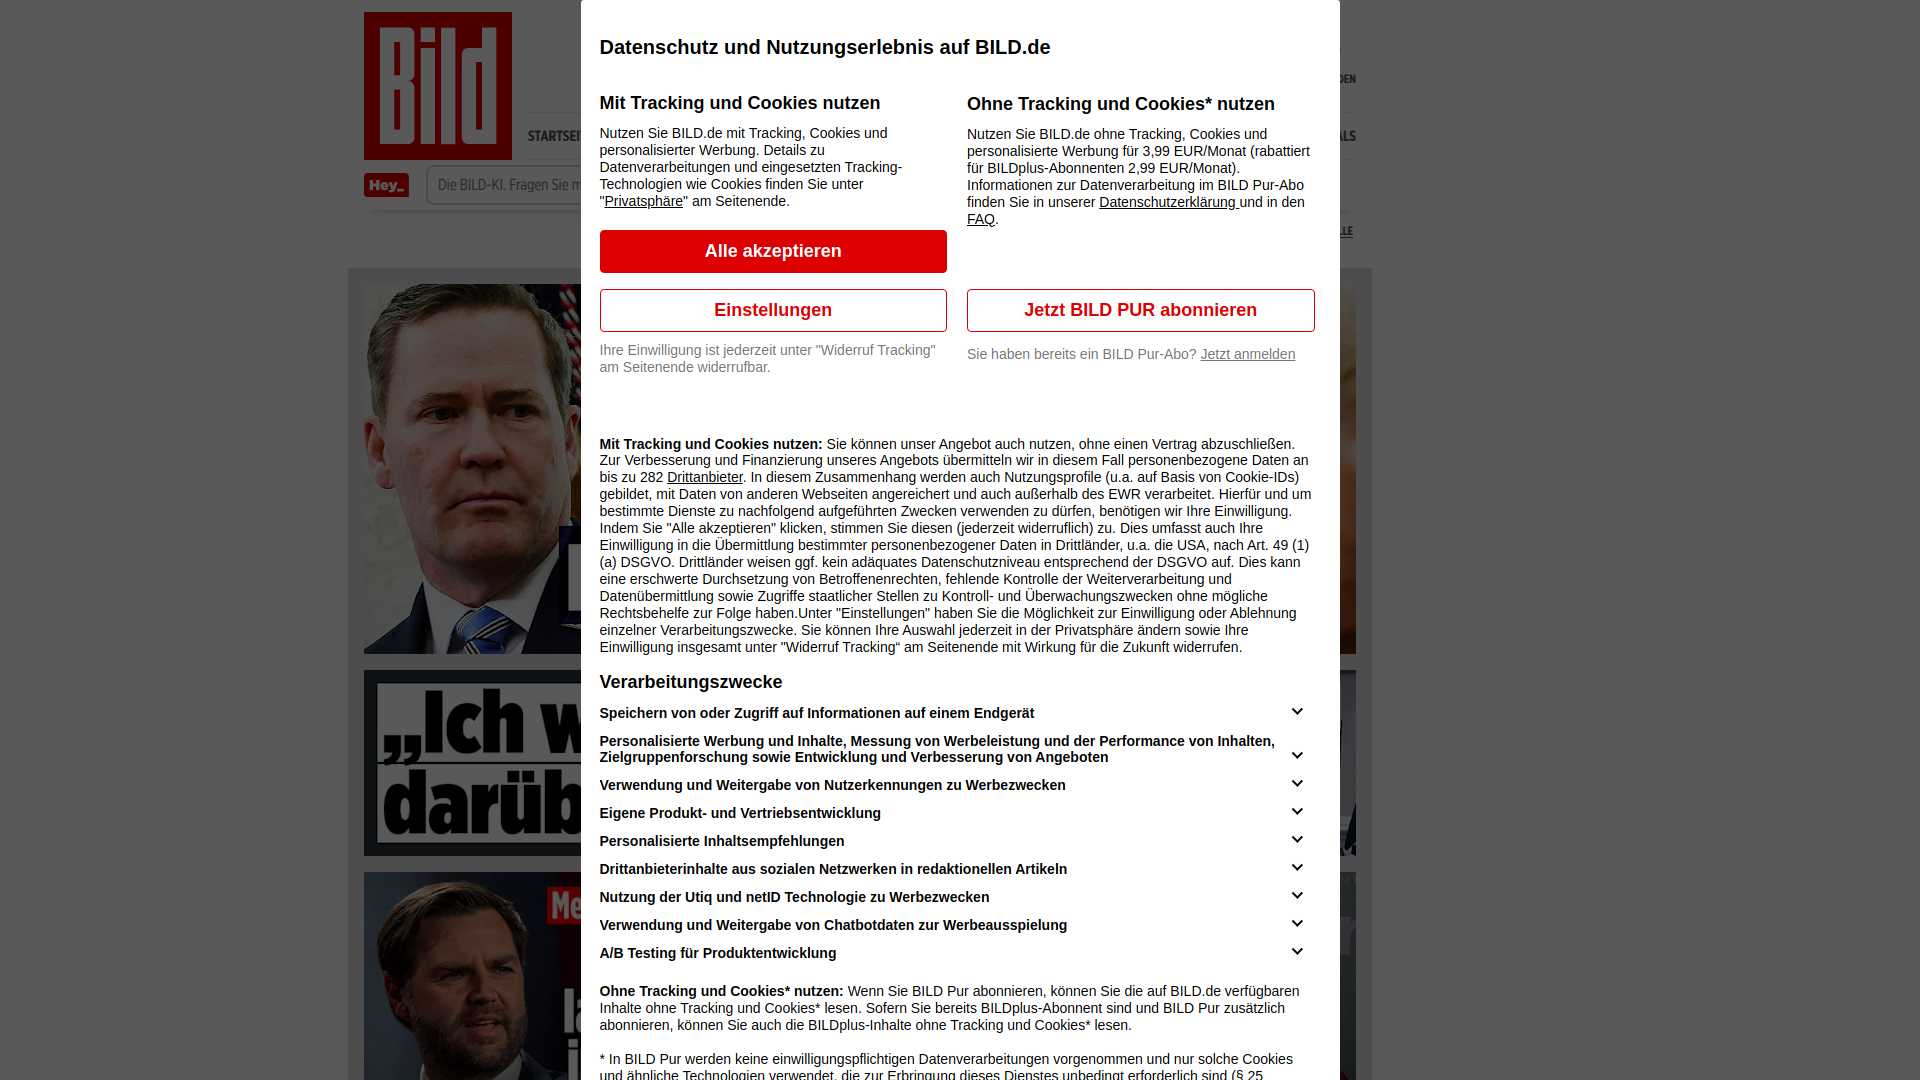 Bild
Datenschutz und Nutzungserlebnis auf BILD.de
DEN
STARTSEI
ALS
Hey_
Die BILD-KI. Fragen Sie m
LLE
Mit Tracking und Cookies nutzen
Nutzen Sie BILD.de mit Tracking, Cookies und
personalisierter Werbung. Details zu
Datenverarbeitungen und eingesetzten Tracking-
Technologien wie Cookies finden Sie unter
"Privatsphäre" am Seitenende.
Alle akzeptieren
Einstellungen
Ihre Einwilligung ist jederzeit unter "Widerruf Tracking"
am Seitenende widerrufbar.
Ohne Tracking und Cookies* nutzen
Nutzen Sie BILD.de ohne Tracking, Cookies und
personalisierte Werbung für 3,99 EUR/Monat (rabattiert
für BILDplus-Abonnenten 2,99 EUR/Monat).
Informationen zur Datenverarbeitung im BILD Pur-Abo
finden Sie in unserer Datenschutzerklärung und in den
FAQ.
Jetzt BILD PUR abonnieren
Sie haben bereits ein BILD Pur-Abo? Jetzt anmelden
Mit Tracking und Cookies nutzen: Sie können unser Angebot auch nutzen, ohne einen Vertrag abzuschließen.
Zur Verbesserung und Finanzierung unseres Angebots übermitteln wir in diesem Fall personenbezogene Daten an
bis zu 282 Drittanbieter. In diesem Zusammenhang werden auch Nutzungsprofile (u.a. auf Basis von Cookie-IDs)
gebildet, mit Daten von anderen Webseiten angereichert und auch außerhalb des EWR verarbeitet. Hierfür und um
bestimmte Dienste zu nachfolgend aufgeführten Zwecken verwenden zu dürfen, benötigen wir Ihre Einwilligung.
Indem Sie "Alle akzeptieren" klicken, stimmen Sie diesen (jederzeit widerruflich) zu. Dies umfasst auch Ihre
Einwilligung in die Übermittlung bestimmter personenbezogener Daten in Drittländer, u.a. die USA, nach Art. 49 (1)
(a) DSGVO. Drittländer weisen ggf. kein adäquates Datenschutzniveau entsprechend der DSGVO auf. Dies kann
eine erschwerte Durchsetzung von Betroffenenrechten, fehlende Kontrolle der Weiterverarbeitung und
Datenübermittlung sowie Zugriffe staatlicher Stellen zu Kontroll- und Überwachungszwecken ohne mögliche
Rechtsbehelfe zur Folge haben.Unter "Einstellungen" haben Sie die Möglichkeit zur Einwilligung oder Ablehnung
einzelner Verarbeitungszwecke. Sie können Ihre Auswahl jederzeit in der Privatsphäre ändern sowie Ihre
Einwilligung insgesamt unter "Widerruf Tracking“ am Seitenende mit Wirkung für die Zukunft widerrufen.
Verarbeitungszwecke
Speichern von oder Zugriff auf Informationen auf einem Endgerät
Personalisierte Werbung und Inhalte, Messung von Werbeleistung und der Performance von Inhalten,
Zielgruppenforschung sowie Entwicklung und Verbesserung von Angeboten
Verwendung und Weitergabe von Nutzerkennungen zu Werbezwecken
Eigene Produkt- und Vertriebsentwicklung
Personalisierte Inhaltsempfehlungen
Drittanbieterinhalte aus sozialen Netzwerken in redaktionellen Artikeln
Nutzung der Utiq und netID Technologie zu Werbezwecken
Verwendung und Weitergabe von Chatbotdaten zur Werbeausspielung
A/B Testing für Produktentwicklung
Ohne Tracking und Cookies* nutzen: Wenn Sie BILD Pur abonnieren, können Sie die auf BILD.de verfügbaren
Inhalte ohne Tracking und Cookies* lesen. Sofern Sie bereits BILDplus-Abonnent sind und BILD Pur zusätzlich
abonnieren, können Sie auch die BILDplus-Inhalte ohne Tracking und Cookies* lesen.
* In BILD Pur werden keine einwilligungspflichtigen Datenverarbeitungen vorgenommen und nur solche Cookies
und ähnliche Technologien verwendet, die zur Erbringung dieses Dienstes unbedingt erforderlich sind (§ 25
„Ich w
darüb
Me